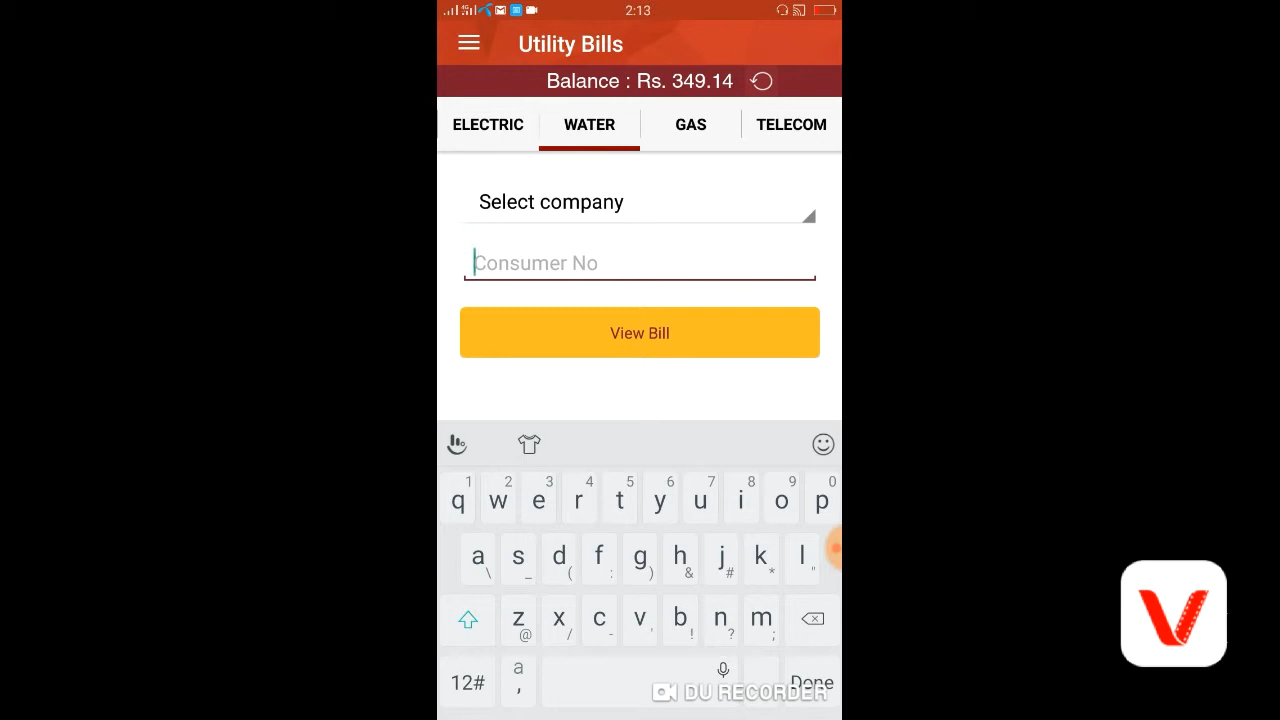 2:13
Utility Bills
Balance : Rs. 349.14
ELECTRIC WATER GAS TELECOM
Select company
Consumer No
View Bill
1 2 3 4 5 6 7 8 9 0
q w e r t y u i o p
a s d f g h j k l
\ _ ( : ) & # * "
z x c v b n m
@ / - ' ! ? ;
12# a , Done
DU RECORDER
V